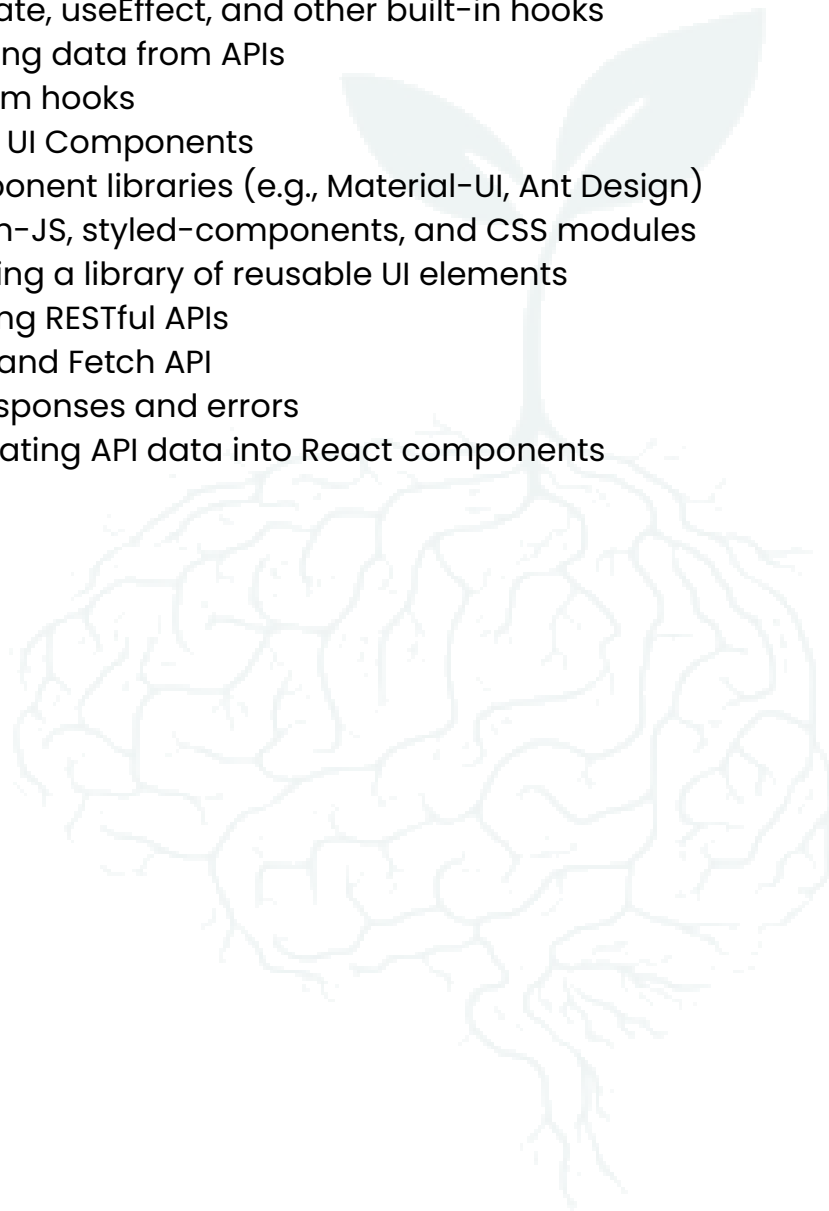 ate, useEffect, and other built-in hooks
ng data from APIs
m hooks
UI Components
onent libraries (e.g., Material-UI, Ant Design)
n-JS, styled-components, and CSS modules
ing a library of reusable UI elements
ng RESTful APIs
and Fetch API
sponses and errors
ating API data into React components